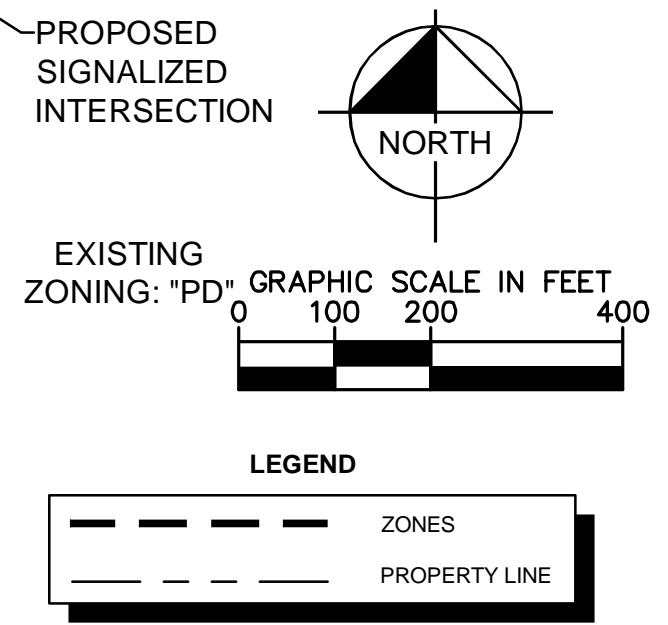 PROPOSED
SIGNALIZED
INTERSECTION
NORTH
EXISTING
ZONING: "PD"
GRAPHIC SCALE IN FEET
0 100 200 400
LEGEND
ZONES
PROPERTY LINE